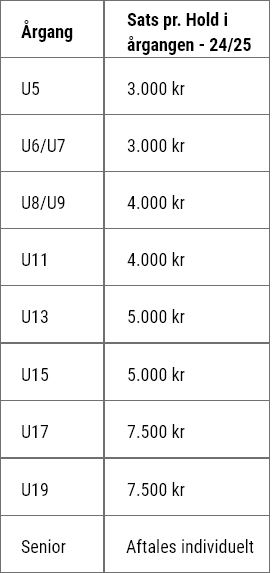 Årgang
Sats pr. Hold i
årgangen - 24/25
U5
3.000 kr
U6/U7
3.000 kr
U8/U9
4.000 kr
U11
4.000 kr
U13
5.000 kr
U15
5.000 kr
U17
7.500 kr
U19
7.500 kr
Senior
Aftales individuelt